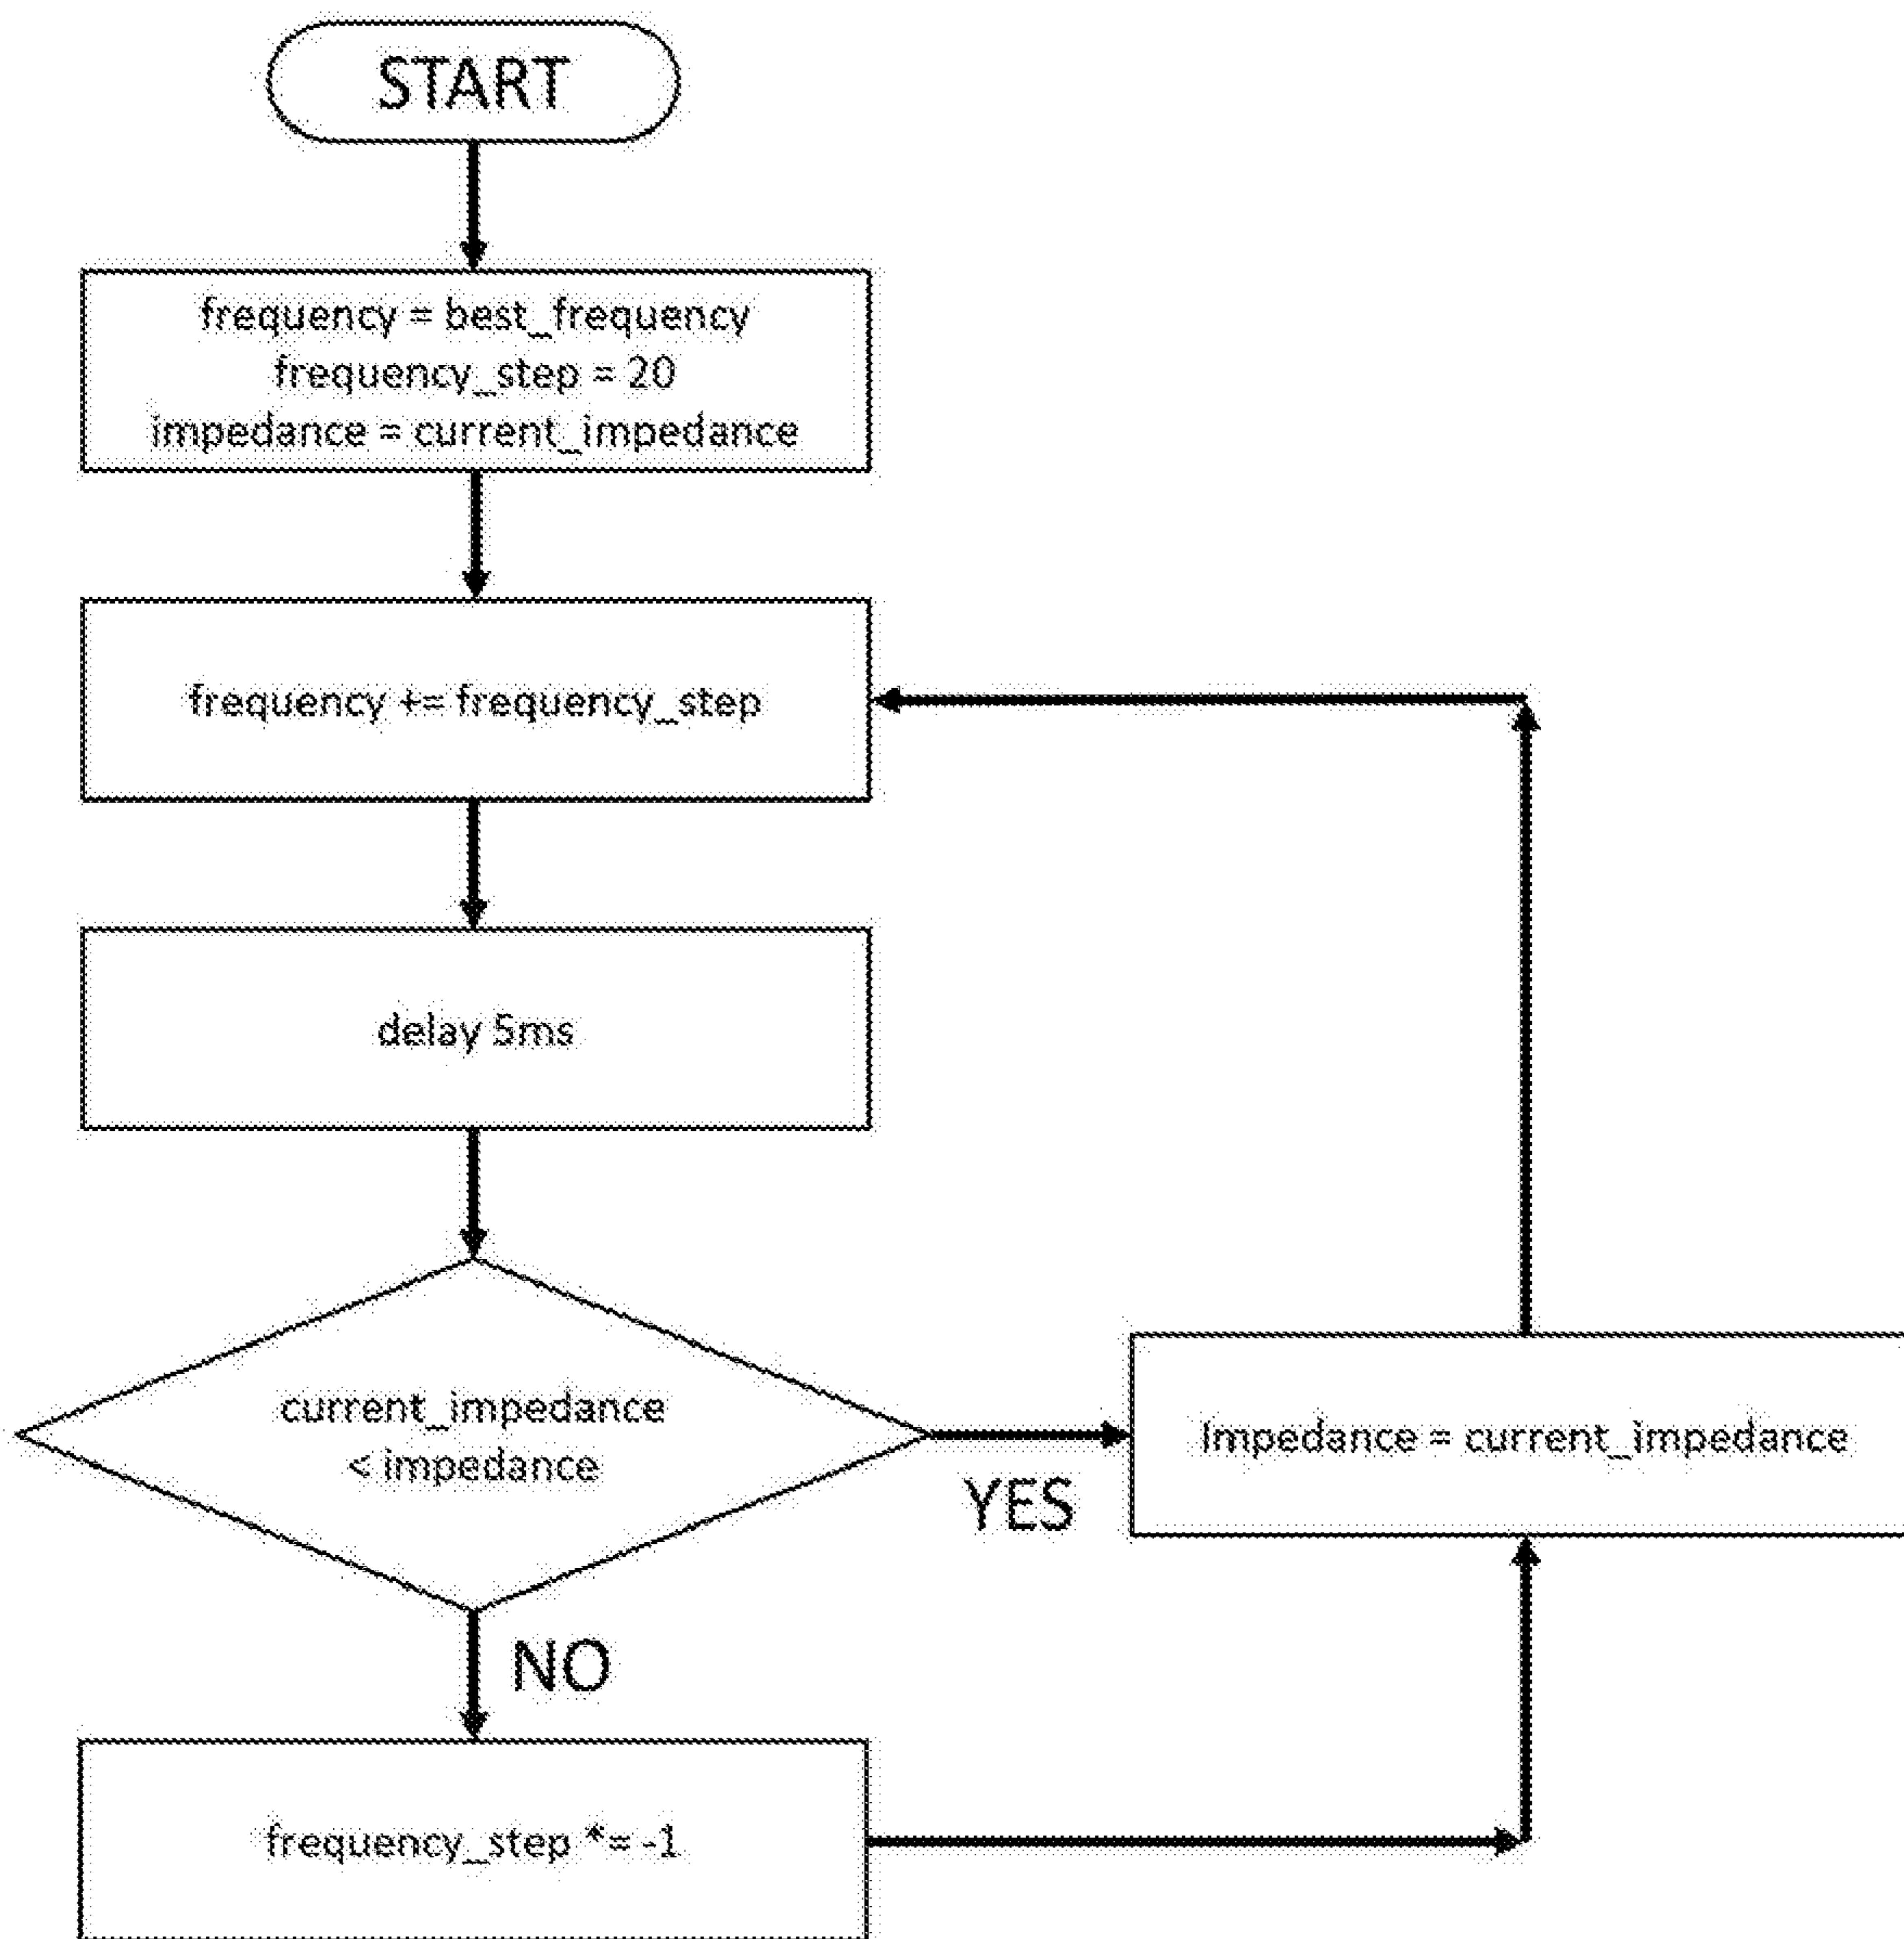 START
frequency = best_frequency
frequency_step = 20
impedance = current_impedance
frequency += frequency_step
delay 5ms
current_impedance
< impedance
YES
Impedance = current_impedance
NO
frequency_step *= -1